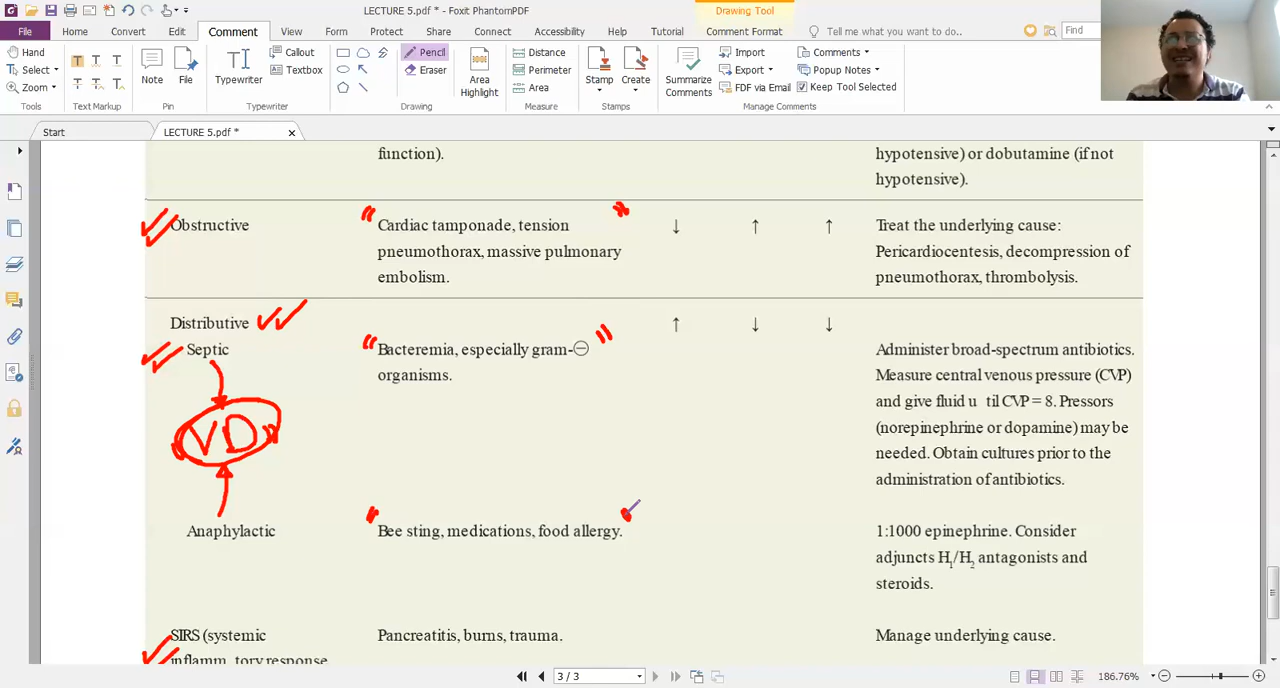 LECTURE 5.pdf * - Foxit PhantomPDF
Drawing Tool
File Home Convert Edit Comment View Form Protect Share Connect Accessibility Help Tutorial Comment Format Tell me what you want to do.. Find
Hand
Select
Zoom
Tools
T T T
T T T
Text Markup
Note
File
Pin
Typewriter
Callout
Textbox
Typewriter
Pencil
Eraser
Drawing
Area
Highlight
Distance
Perimeter
Area
Measure
Stamp
Create
Stamps
Summarize
Comments
Import
Export
FDF via Email
Comments
Popup Notes
Keep Tool Selected
Manage Comments
Start
LECTURE 5.pdf *
function).
hypotensive) or dobutamine (if not
hypotensive).
Obstructive
Cardiac tamponade, tension
pneumothorax, massive pulmonary
embolism.
↓ ↑ ↑
Treat the underlying cause:
Pericardiocentesis, decompression of
pneumothorax, thrombolysis.
Distributive
↑ ↓ ↓
Septic
Bacteremia, especially gram-⊖
organisms.
Administer broad-spectrum antibiotics.
Measure central venous pressure (CVP)
and give fluid u til CVP = 8. Pressors
(norepinephrine or dopamine) may be
needed. Obtain cultures prior to the
administration of antibiotics.
VD
Anaphylactic
Bee sting, medications, food allergy.
1:1000 epinephrine. Consider
adjuncts H1/H2 antagonists and
steroids.
SIRS (systemic
inflamm tory response
Pancreatitis, burns, trauma.
Manage underlying cause.
3 / 3
186.76%